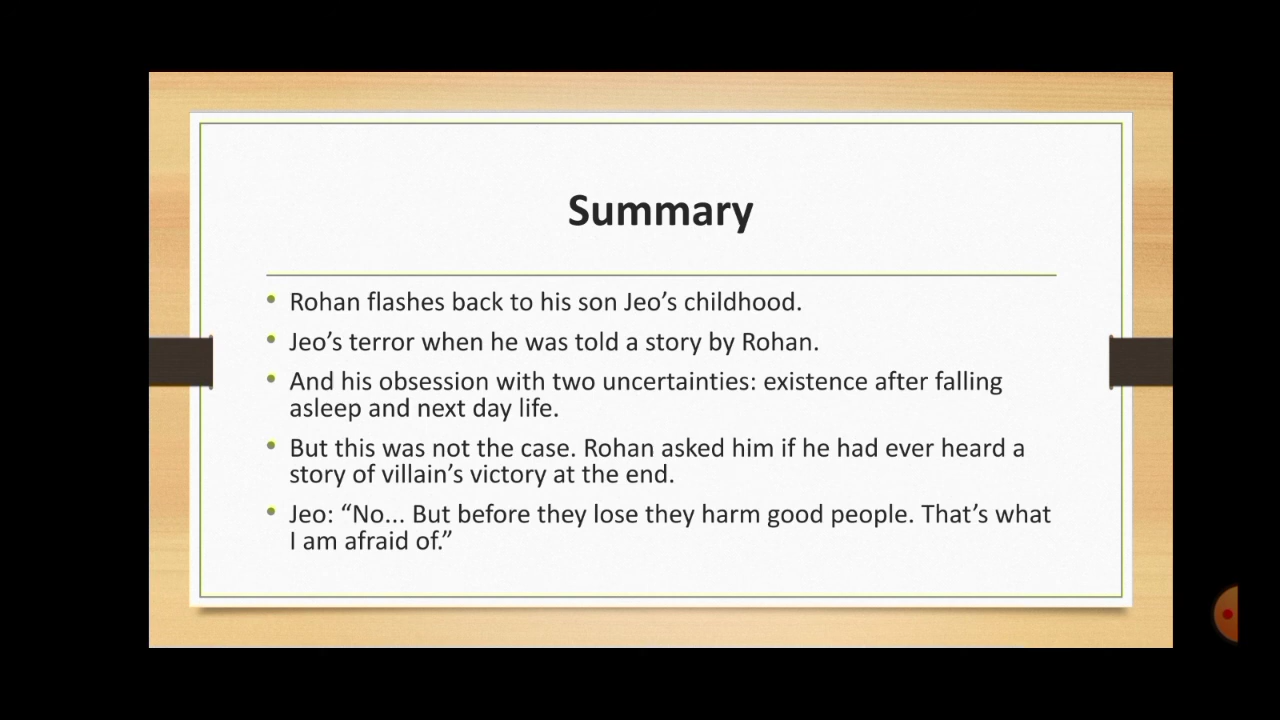 Summary
• Rohan flashes back to his son Jeo’s childhood.
• Jeo’s terror when he was told a story by Rohan.
• And his obsession with two uncertainties: existence after falling
asleep and next day life.
• But this was not the case. Rohan asked him if he had ever heard a
story of villain’s victory at the end.
• Jeo: “No... But before they lose they harm good people. That’s what
I am afraid of.”